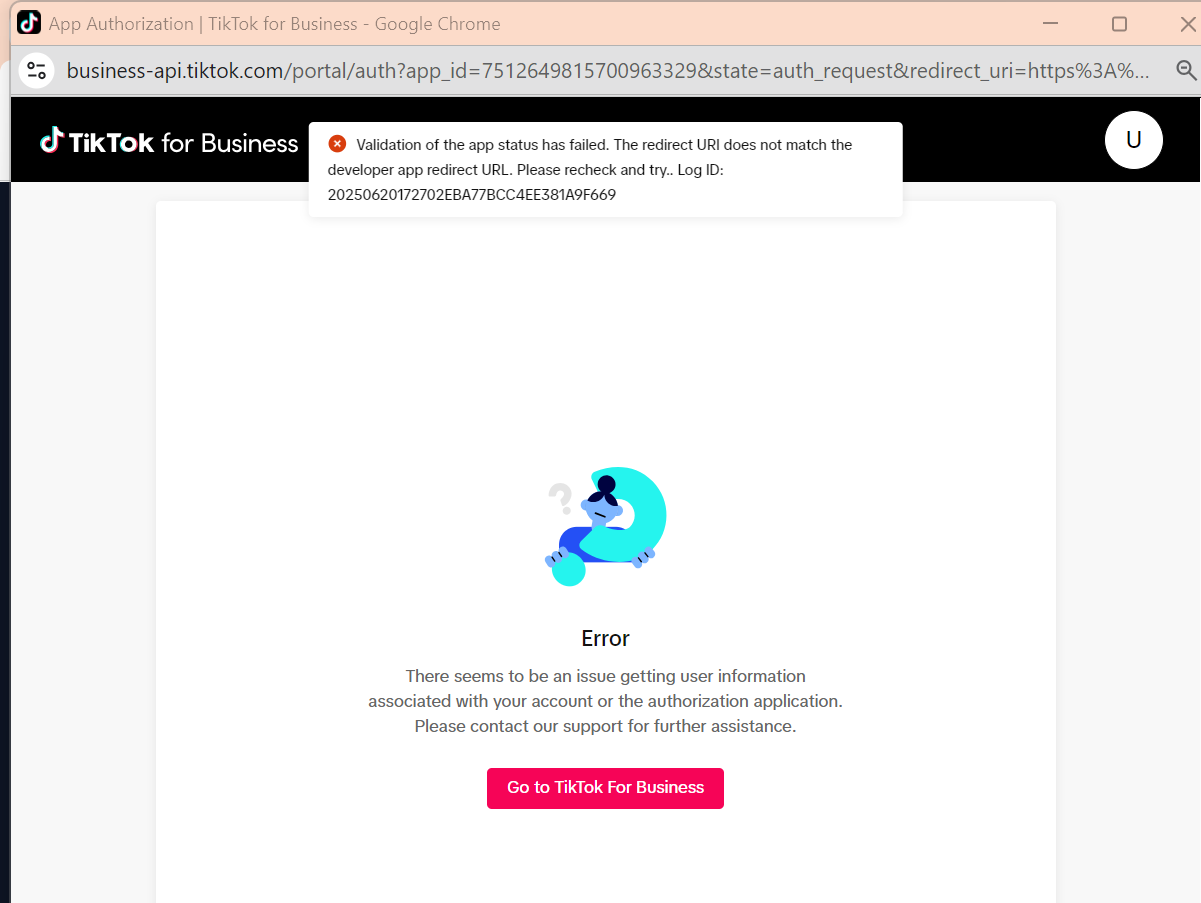 App Authorization | TikTok for Business - Google Chrome
business-api.tiktok.com/portal/auth?app_id=7512649815700963329&state=auth_request&redirect_uri=https%3A%...
TikTok for Business
U
Validation of the app status has failed. The redirect URI does not match the
developer app redirect URL. Please recheck and try.. Log ID:
20250620172702EBA77BCC4EE381A9F669
?
Error
There seems to be an issue getting user information
associated with your account or the authorization application.
Please contact our support for further assistance.
Go to TikTok For Business